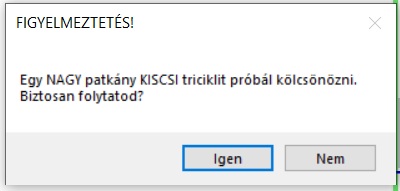 FIGYELMEZTETÉS!
Egy NAGY patkány KISCSI triciklit próbál kölcsönözni.
Biztosan folytatod?
Igen
Nem